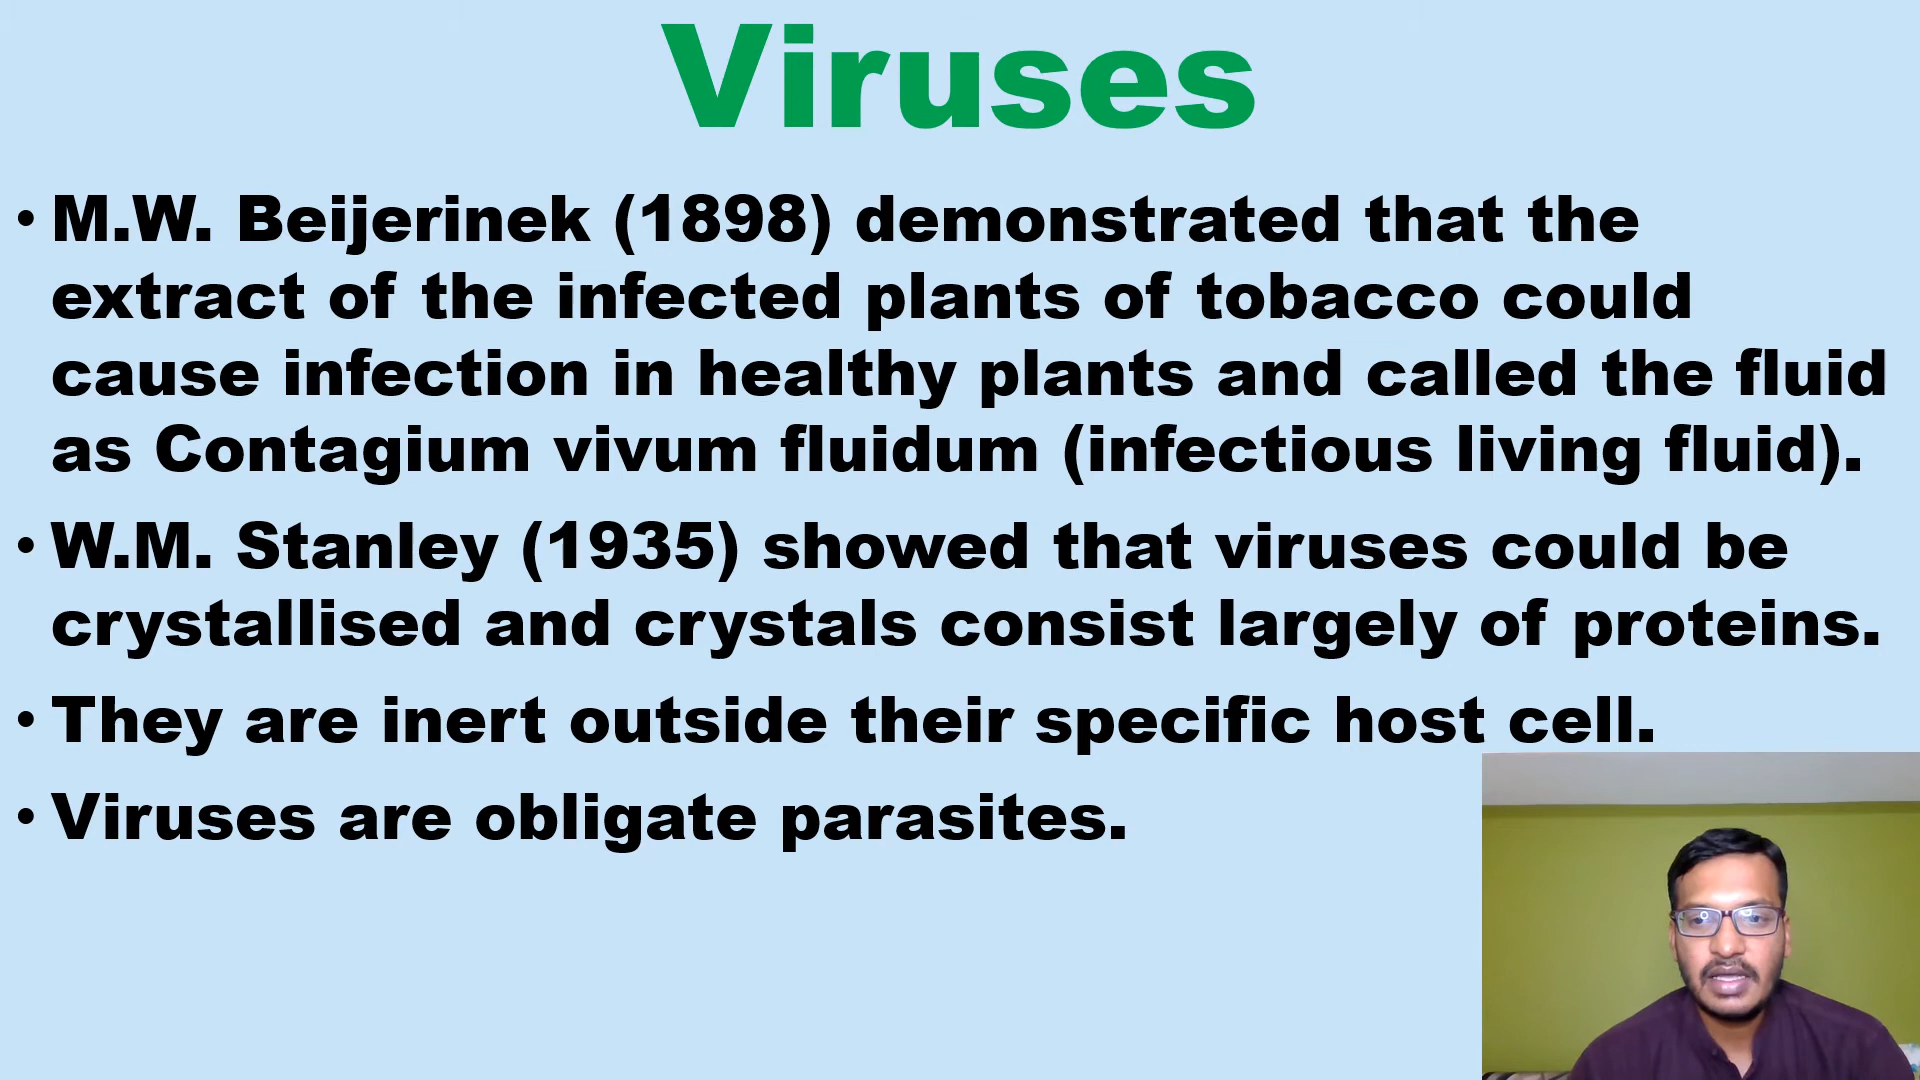 Viruses
• M.W. Beijerinek (1898) demonstrated that the
extract of the infected plants of tobacco could
cause infection in healthy plants and called the fluid
as Contagium vivum fluidum (infectious living fluid).
• W.M. Stanley (1935) showed that viruses could be
crystallised and crystals consist largely of proteins.
• They are inert outside their specific host cell.
• Viruses are obligate parasites.